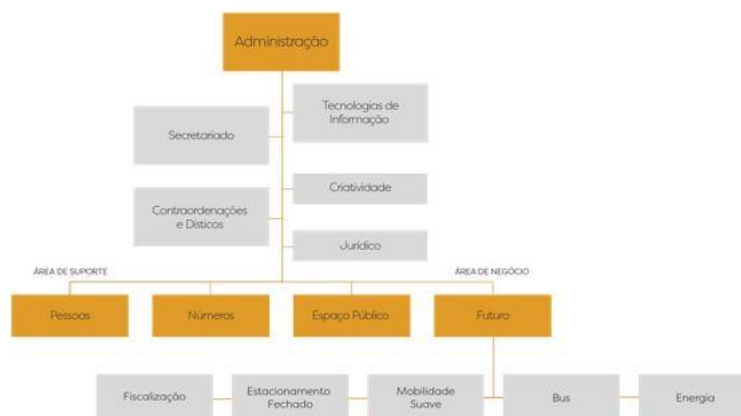 Administração
Tecnologias de
Informação
Secretariado
Criatividade
Contraordenações
e Dísticos
Jurídico
ÁREA DE SUPORTE
ÁREA DE NEGÓCIO
Pessoas
Números
Espaço Público
Futuro
Fiscalização
Estacionamento
Fechado
Mobilidade
Suave
Bus
Energia